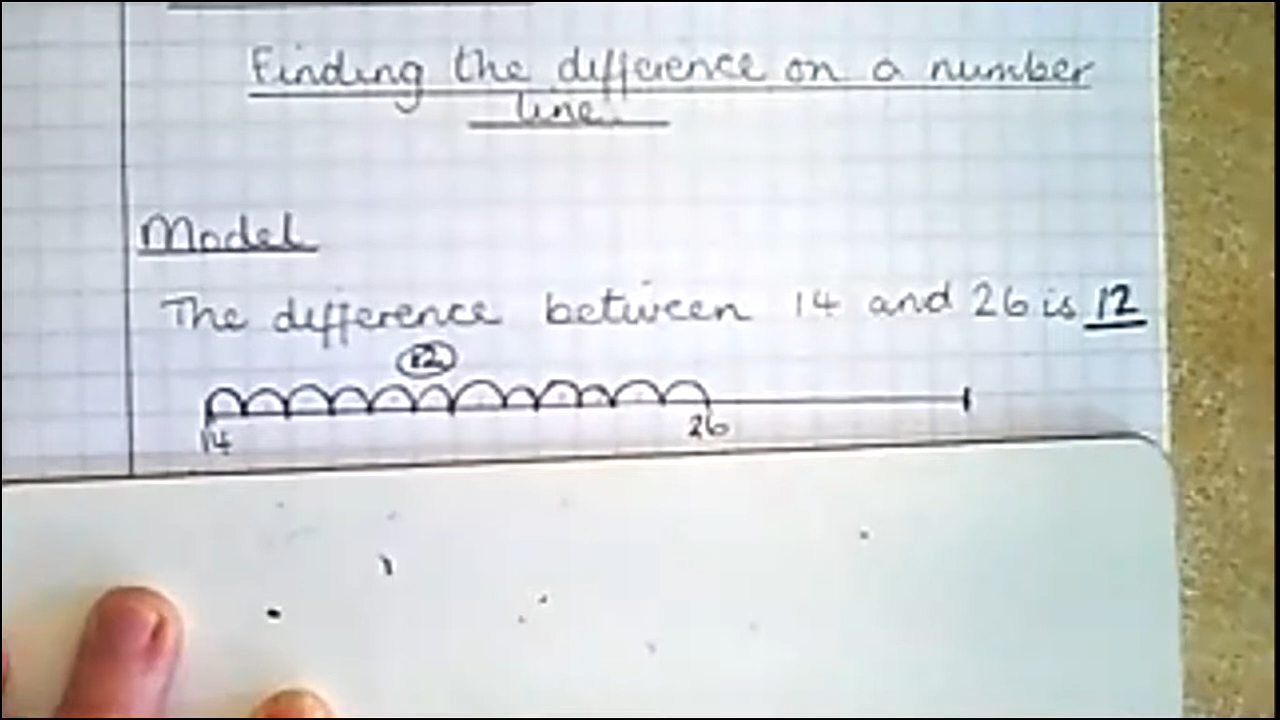 Finding the difference on a number
line.
Model
The difference between 14 and 26 is 12
12
14 26